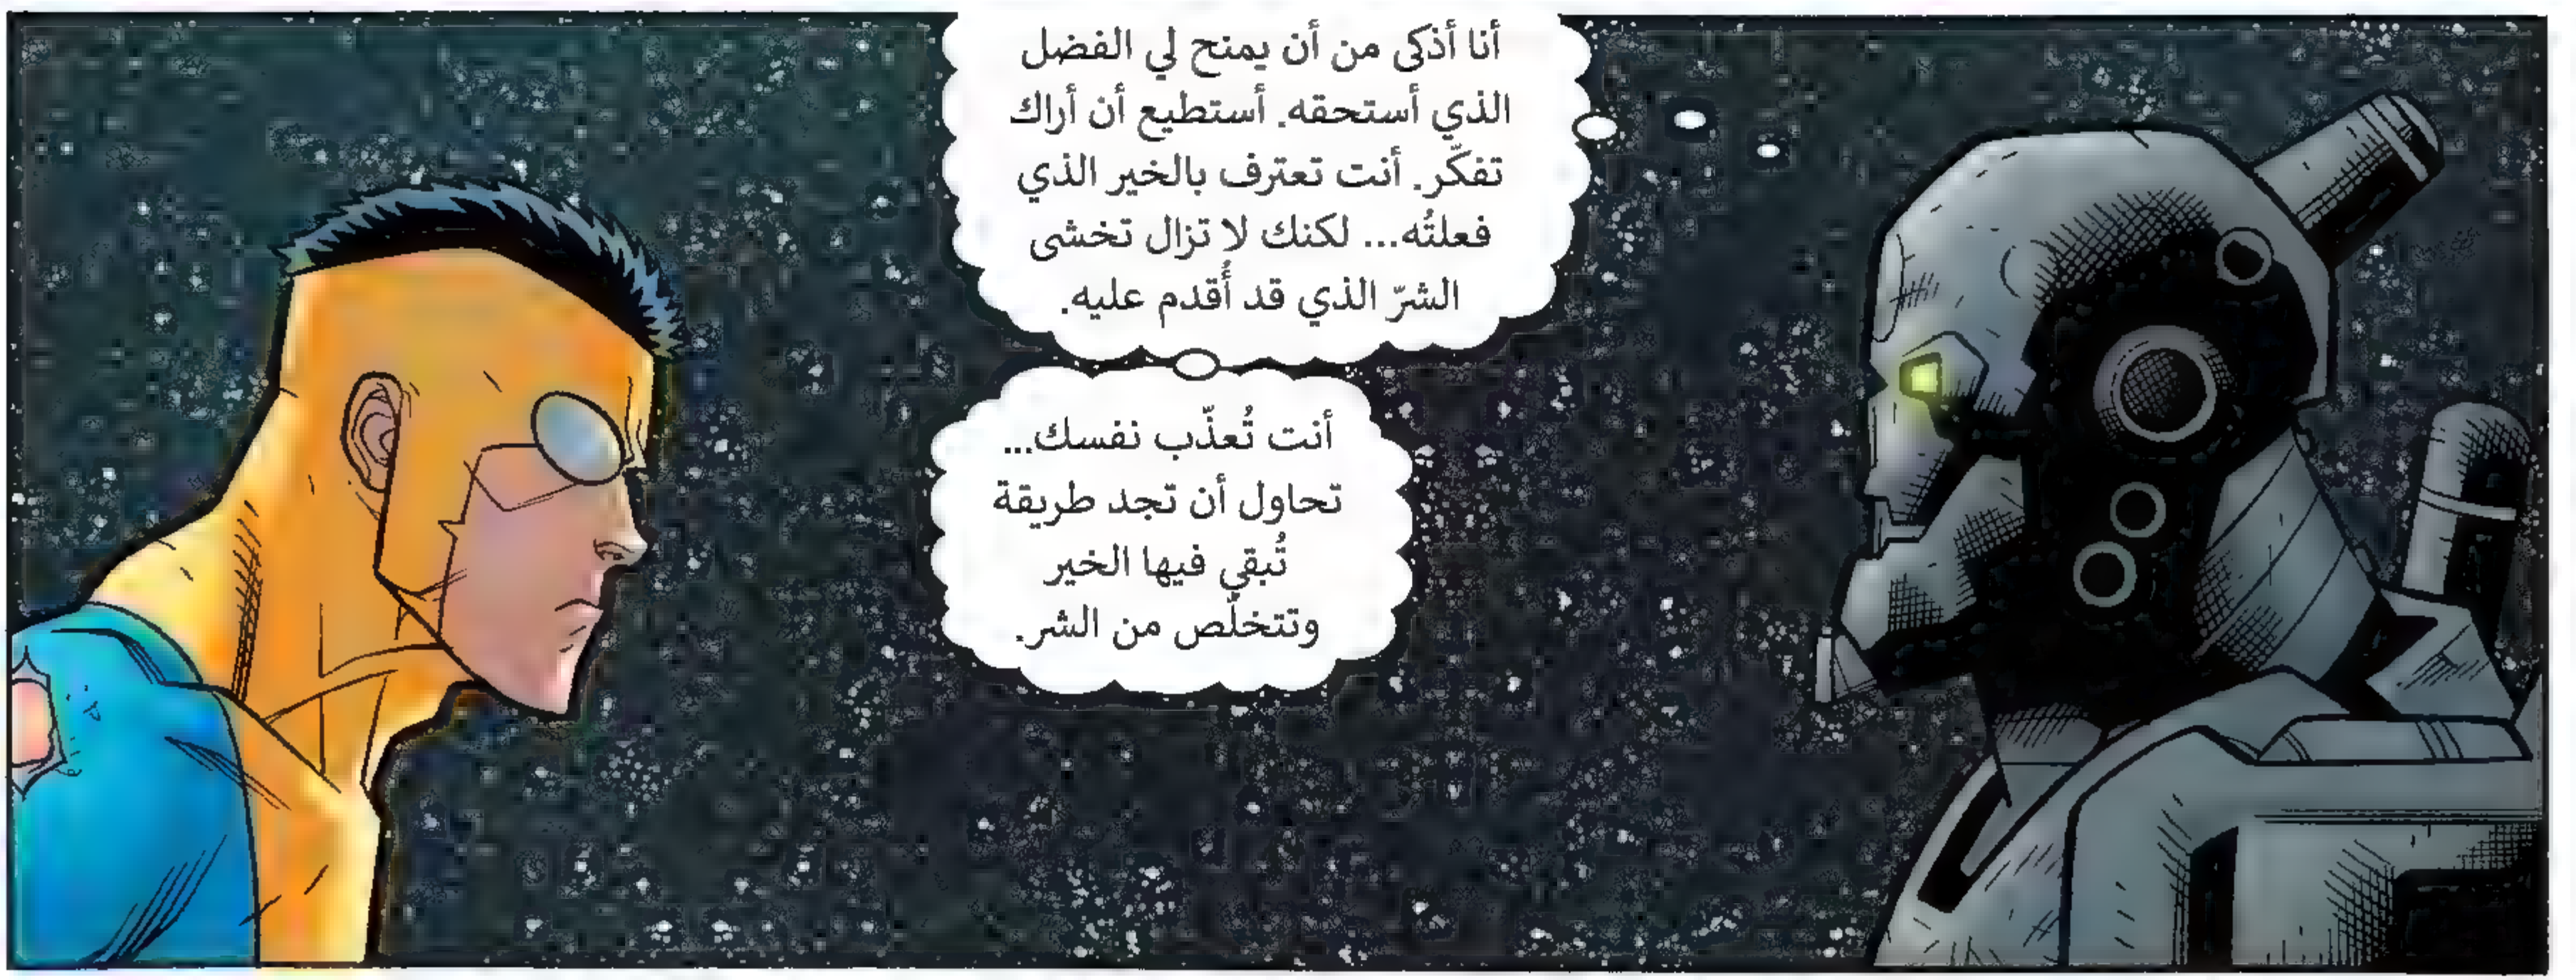 أنا أذكى من أن يمنح لي الفضل
الذي أستحقه. أستطيع أن أراك
تفكّر. أنت تعترف بالخير الذي
فعلتُه... لكنك لا تزال تخشى
الشرّ الذي قد أُقدم عليه.
أنت تُعذّب نفسك...
تحاول أن تجد طريقة
تُبقي فيها الخير
وتتخلّص من الشر.